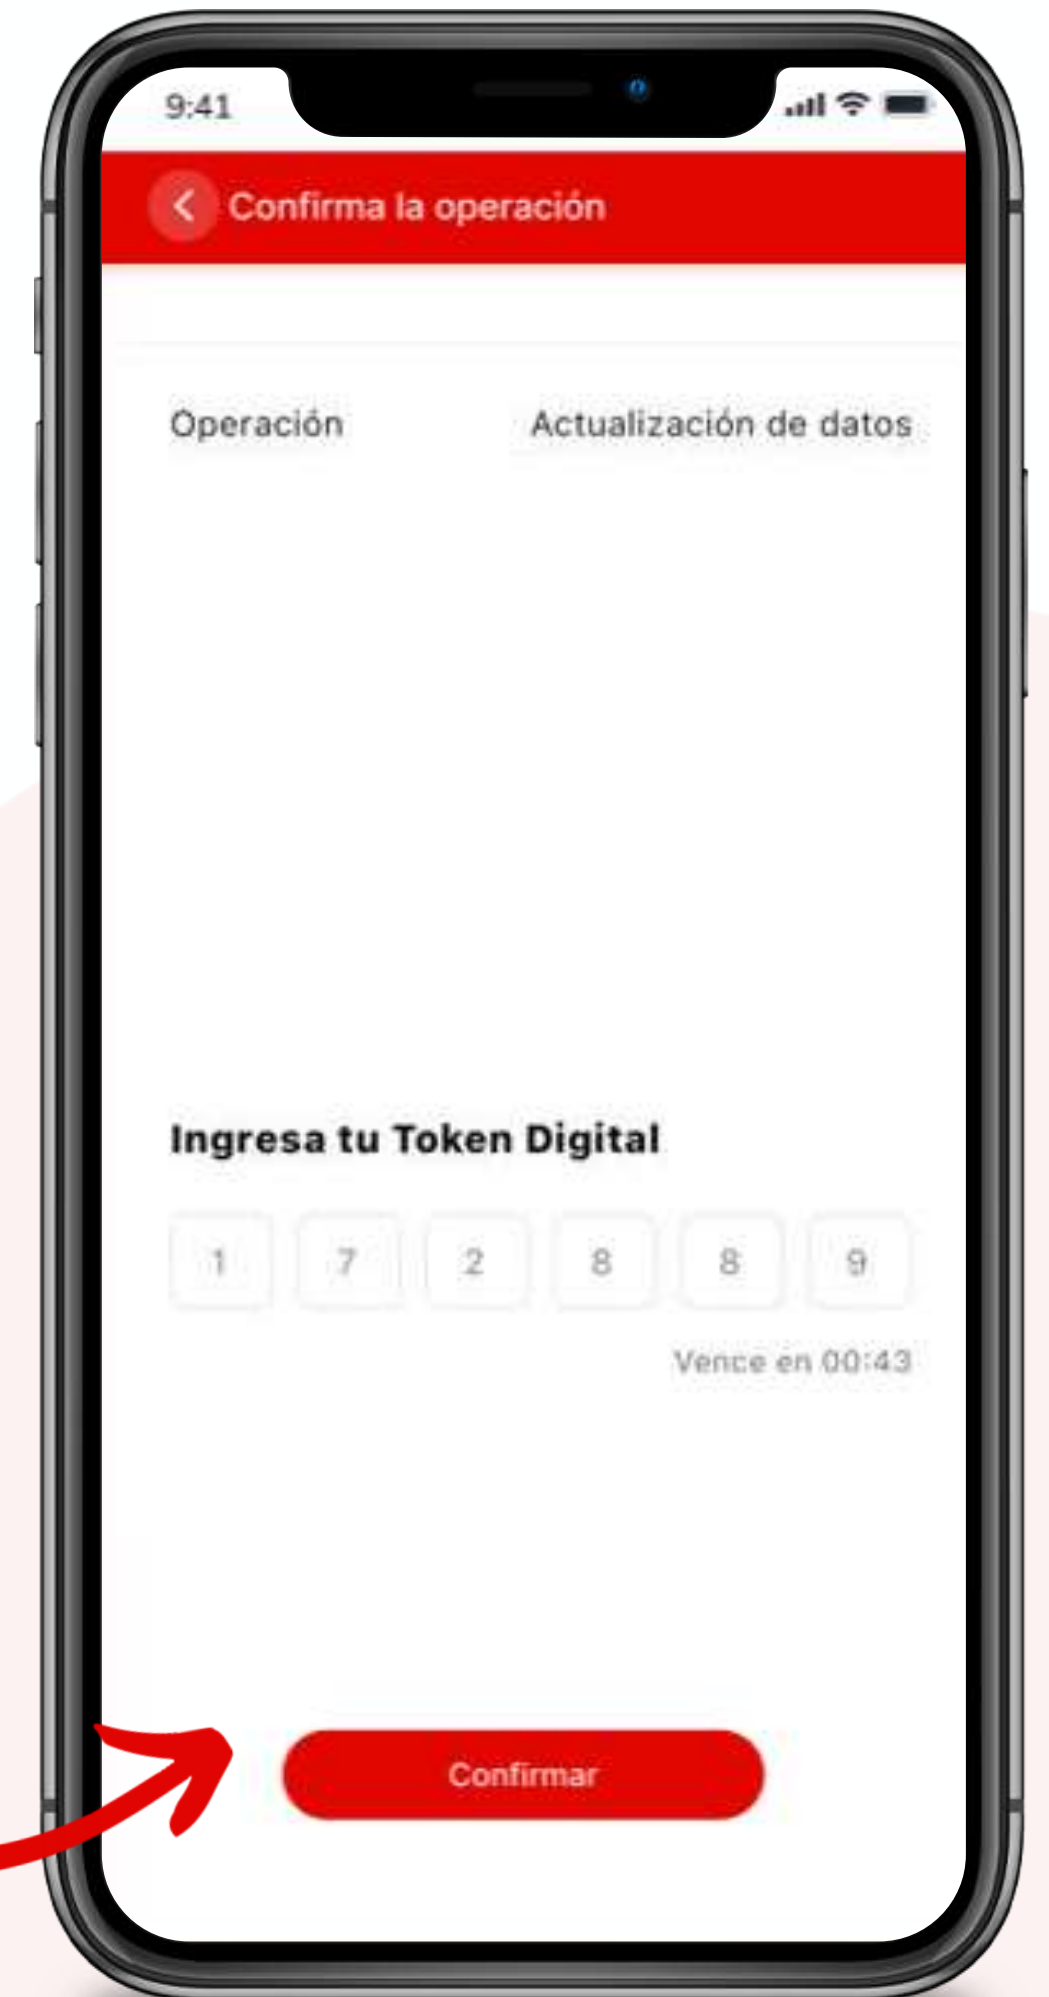 9:41
Confirma la operación
Operación Actualización de datos
Ingresa tu Token Digital
1 7 2 8 8 9
Vence en 00:43
Confirmar